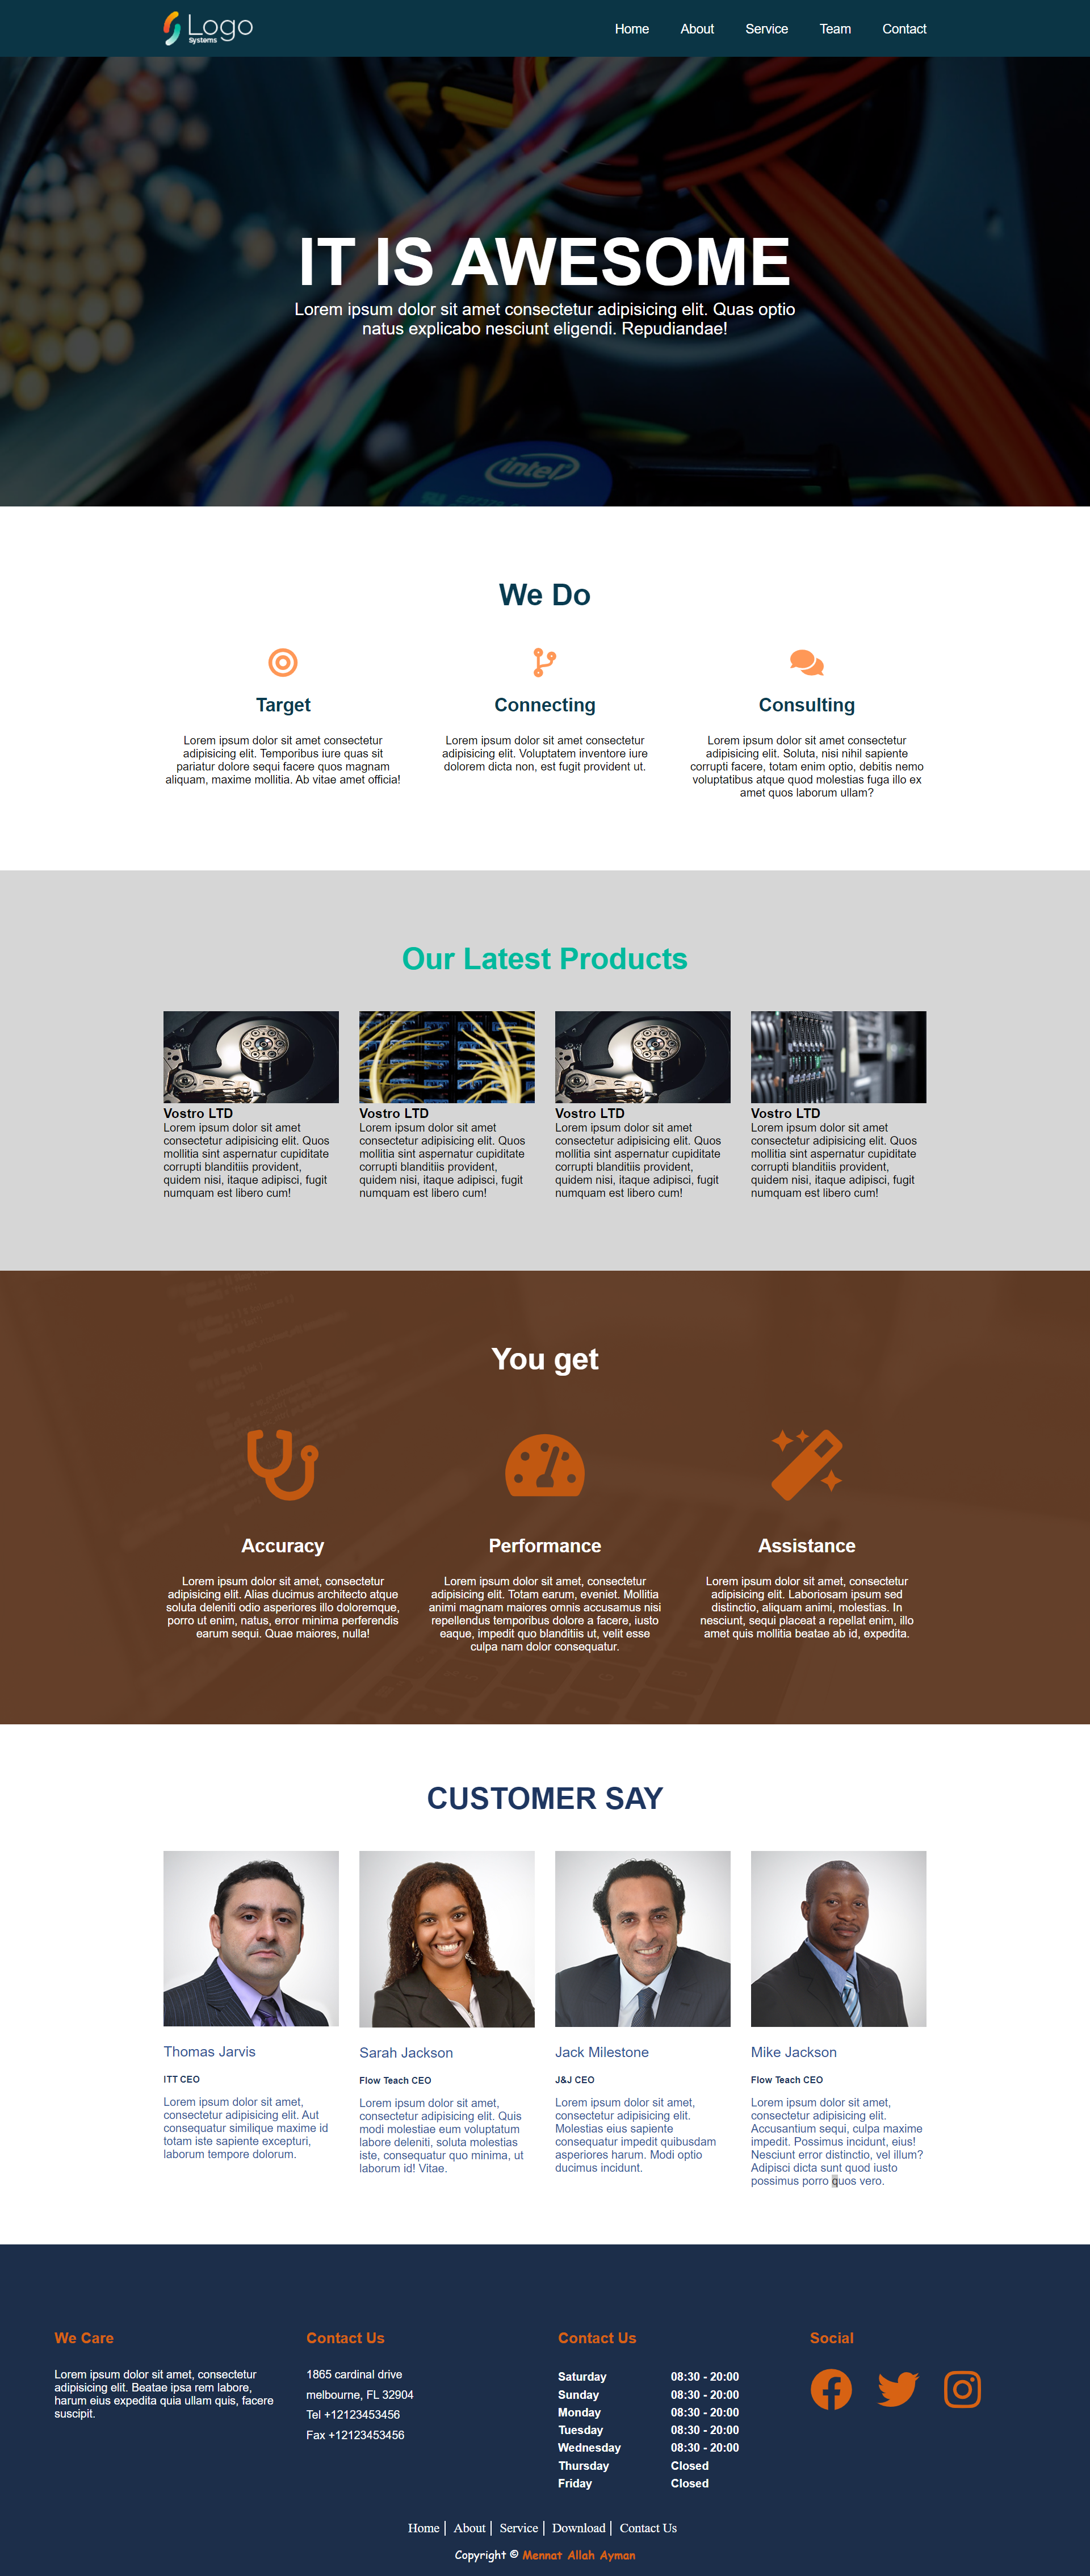 Logo
Systems
Home About Service Team Contact
IT IS AWESOME
Lorem ipsum dolor sit amet consectetur adipisicing elit. Quas optio
natus explicabo nesciunt eligendi. Repudiandae!
intel
We Do
Target
Lorem ipsum dolor sit amet consectetur
adipisicing elit. Temporibus iure quas sit
pariatur dolore sequi facere quos magnam
aliquam, maxime mollitia. Ab vitae amet officia!
Connecting
Lorem ipsum dolor sit amet consectetur
adipisicing elit. Voluptatem inventore iure
dolorem dicta non, est fugit provident ut.
Consulting
Lorem ipsum dolor sit amet consectetur
adipisicing elit. Soluta, nisi nihil sapiente
corrupti facere, totam enim optio, debitis nemo
voluptatibus atque quod molestias fuga illo ex
amet quos laborum ullam?
Our Latest Products
Vostro LTD
Lorem ipsum dolor sit amet
consectetur adipisicing elit. Quos
mollitia sint aspernatur cupiditate
corrupti blanditiis provident,
quidem nisi, itaque adipisci, fugit
numquam est libero cum!
Vostro LTD
Lorem ipsum dolor sit amet
consectetur adipisicing elit. Quos
mollitia sint aspernatur cupiditate
corrupti blanditiis provident,
quidem nisi, itaque adipisci, fugit
numquam est libero cum!
Vostro LTD
Lorem ipsum dolor sit amet
consectetur adipisicing elit. Quos
mollitia sint aspernatur cupiditate
corrupti blanditiis provident,
quidem nisi, itaque adipisci, fugit
numquam est libero cum!
Vostro LTD
Lorem ipsum dolor sit amet
consectetur adipisicing elit. Quos
mollitia sint aspernatur cupiditate
corrupti blanditiis provident,
quidem nisi, itaque adipisci, fugit
numquam est libero cum!
You get
Accuracy
Lorem ipsum dolor sit amet, consectetur
adipisicing elit. Alias ducimus architecto atque
soluta deleniti odio asperiores illo doloremque,
porro ut enim, natus, error minima perferendis
earum sequi. Quae maiores, nulla!
Performance
Lorem ipsum dolor sit amet, consectetur
adipisicing elit. Totam earum, eveniet. Mollitia
animi magnam maiores omnis accusamus nisi
repellendus temporibus dolore a facere, iusto
eaque, impedit quo blanditiis ut, velit esse
culpa nam dolor consequatur.
Assistance
Lorem ipsum dolor sit amet, consectetur
adipisicing elit. Laboriosam ipsum sed
distinctio, aliquam animi, molestias. In
nesciunt, sequi placeat a repellat enim, illo
amet quis mollitia beatae ab id, expedita.
CUSTOMER SAY
Thomas Jarvis
ITT CEO
Lorem ipsum dolor sit amet,
consectetur adipisicing elit. Aut
consequatur similique maxime id
totam iste sapiente excepturi,
laborum tempore dolorum.
Sarah Jackson
Flow Teach CEO
Lorem ipsum dolor sit amet,
consectetur adipisicing elit. Quis
modi molestiae eum voluptatum
labore deleniti, soluta molestias
iste, consequatur quo minima, ut
laborum id! Vitae.
Jack Milestone
J&J CEO
Lorem ipsum dolor sit amet,
consectetur adipisicing elit.
Molestias eius sapiente
consequatur impedit quibusdam
asperiores harum. Modi optio
ducimus incidunt.
Mike Jackson
Flow Teach CEO
Lorem ipsum dolor sit amet,
consectetur adipisicing elit.
Accusantium sequi, culpa maxime
impedit. Possimus incidunt, eius!
Nesciunt error distinctio, vel illum?
Adipisci dicta sunt quod iusto
possimus porro quos vero.
We Care
Lorem ipsum dolor sit amet, consectetur
adipisicing elit. Beatae ipsa rem labore,
harum eius expedita quia ullam quis, facere
suscipit.
Contact Us
1865 cardinal drive
melbourne, FL 32904
Tel +12123453456
Fax +12123453456
Contact Us
Saturday 08:30 - 20:00
Sunday 08:30 - 20:00
Monday 08:30 - 20:00
Tuesday 08:30 - 20:00
Wednesday 08:30 - 20:00
Thursday Closed
Friday Closed
Social
Home | About | Service | Download | Contact Us
Copyright © Mennat Allah Ayman